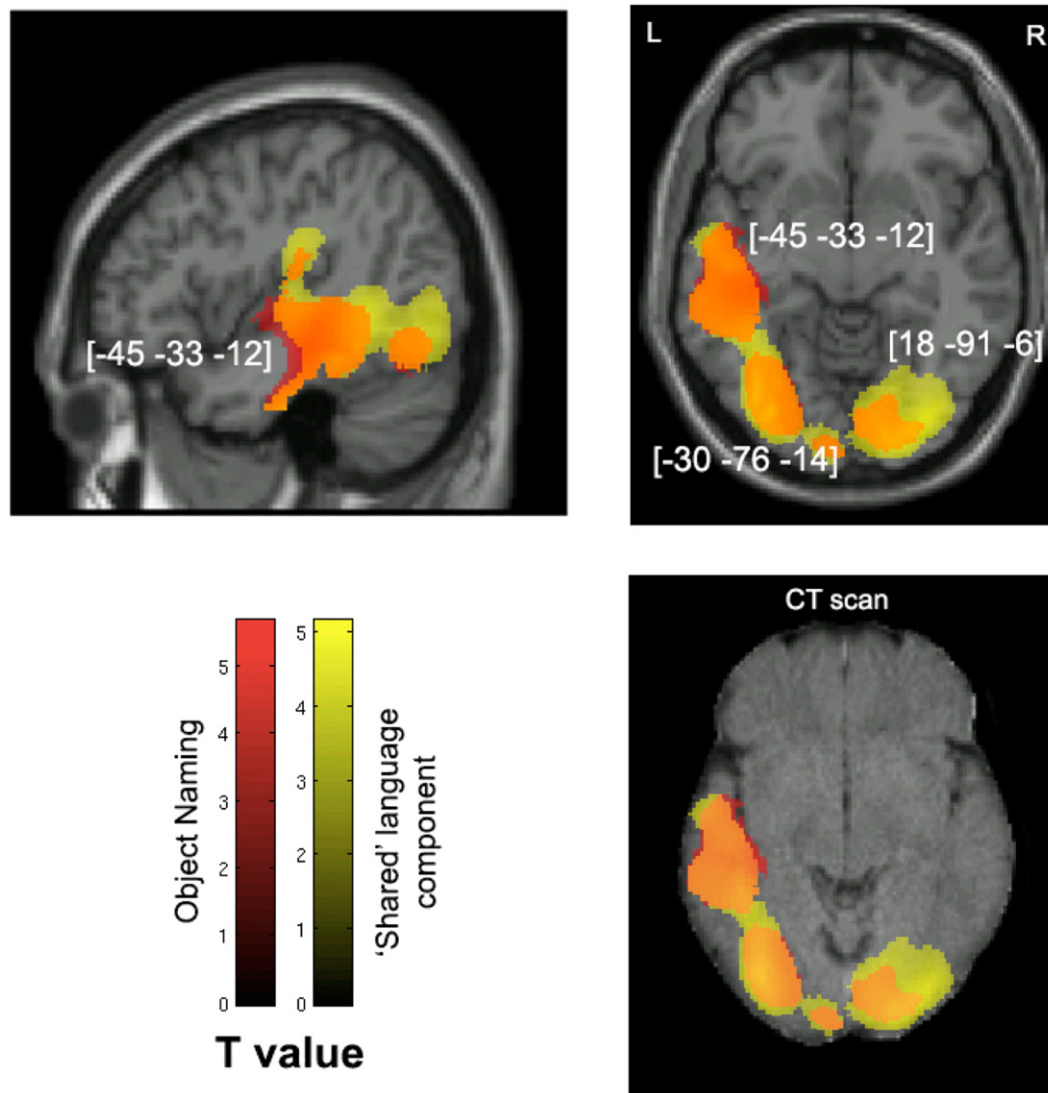 L
R
[-45 -33 -12]
[-45 -33 -12]
[18 -91 -6]
[-30 -76 -14]
CT scan
Object Naming
5
4
3
2
1
0
5
4
3
2
1
0
‘Shared’ language
component
T value